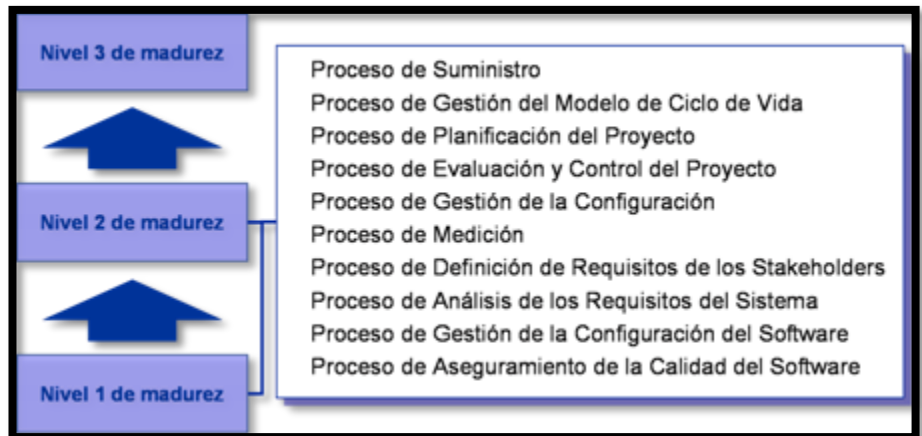 Nivel 3 de madurez
Nivel 2 de madurez
Nivel 1 de madurez
Proceso de Suministro
Proceso de Gestión del Modelo de Ciclo de Vida
Proceso de Planificación del Proyecto
Proceso de Evaluación y Control del Proyecto
Proceso de Gestión de la Configuración
Proceso de Medición
Proceso de Definición de Requisitos de los Stakeholders
Proceso de Análisis de los Requisitos del Sistema
Proceso de Gestión de la Configuración del Software
Proceso de Aseguramiento de la Calidad del Software